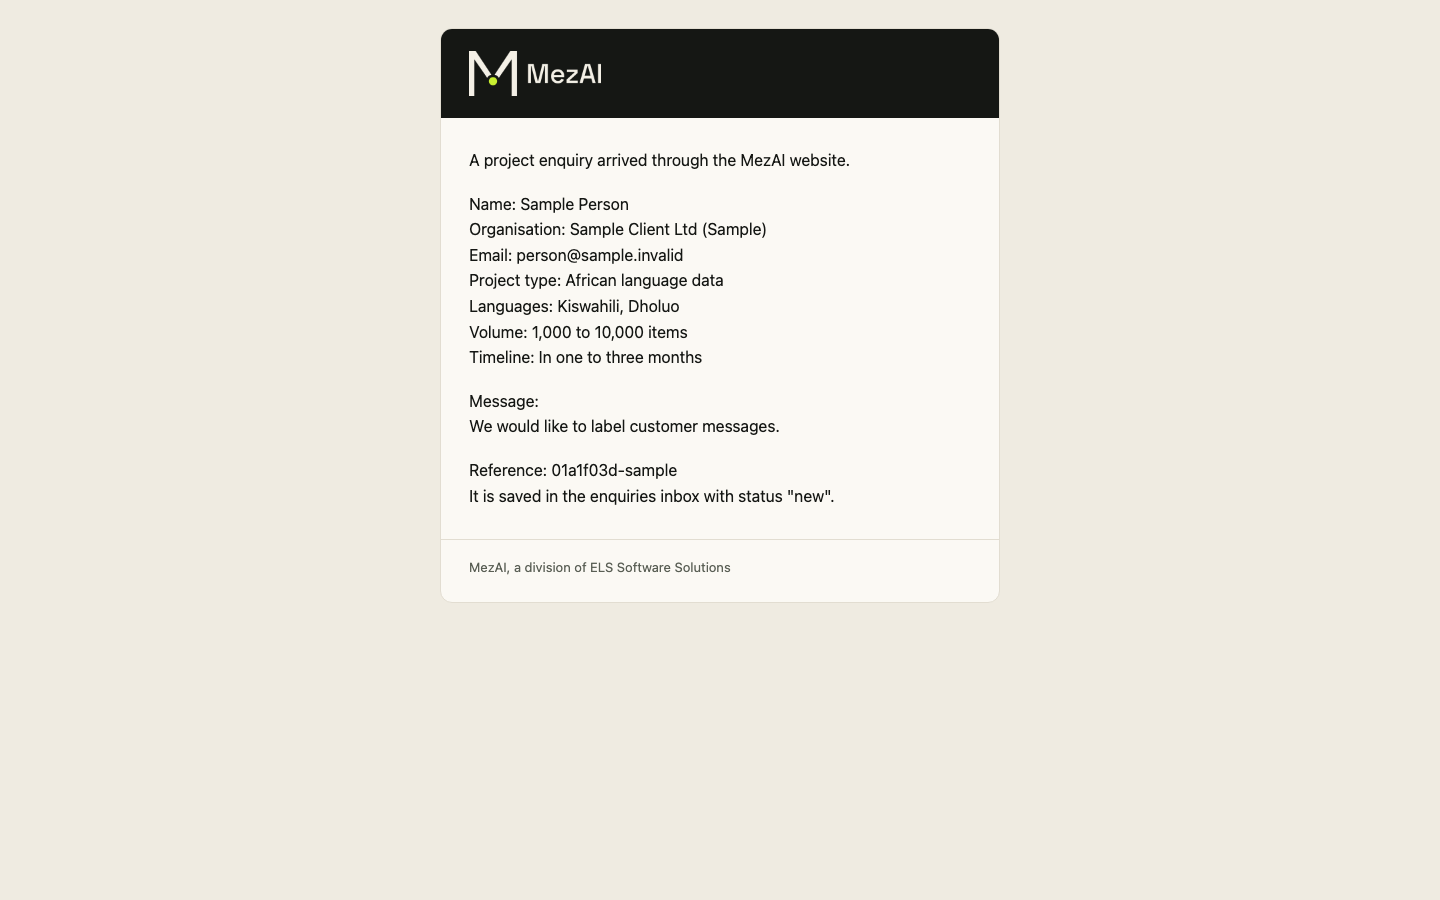 MezAI
A project enquiry arrived through the MezAI website.
Name: Sample Person
Organisation: Sample Client Ltd (Sample)
Email: person@sample.invalid
Project type: African language data
Languages: Kiswahili, Dholuo
Volume: 1,000 to 10,000 items
Timeline: In one to three months
Message:
We would like to label customer messages.
Reference: 01a1f03d-sample
It is saved in the enquiries inbox with status "new".
MezAI, a division of ELS Software Solutions